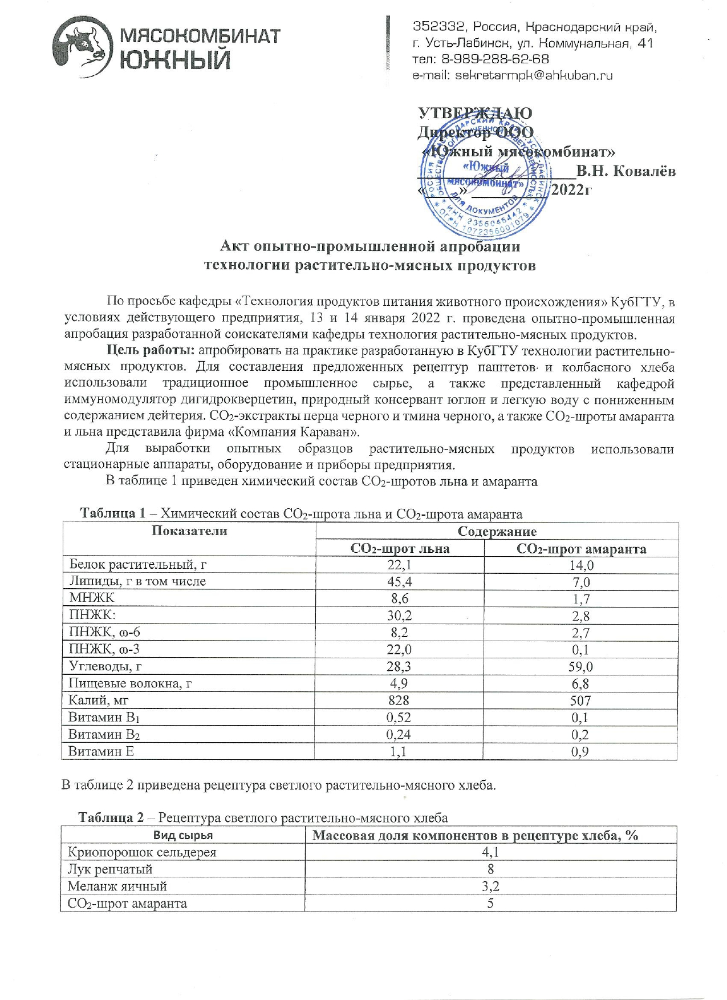 МЯСОКОМБИНАТ
ЮЖНЫЙ
352332, Россия, Краснодарский край,
г. Усть-Лабинск, ул. Коммунальная, 41
тел: 8-989-288-62-68
e-mail: sekretarmpk@ahkuban.ru
УТВЕРЖДАЮ
Директор ООО
«Южный мясокомбинат»
____________________В.Н. Ковалёв
«____» __________ 2022г
«Южный
мясокомбинат»
ДЛЯ ДОКУМЕНТОВ
* ИНН 2356045442 *
* ОГРН 1072356001079 *
Акт опытно-промышленной апробации
технологии растительно-мясных продуктов
По просьбе кафедры «Технология продуктов питания животного происхождения» КубГТУ, в
условиях действующего предприятия, 13 и 14 января 2022 г. проведена опытно-промышленная
апробация разработанной соискателями кафедры технология растительно-мясных продуктов.
Цель работы: апробировать на практике разработанную в КубГТУ технологии растительно-
мясных продуктов. Для составления предложенных рецептур паштетов и колбасного хлеба
использовали традиционное промышленное сырье, а также представленный кафедрой
иммуномодулятор дигидрокверцетин, природный консервант юглон и легкую воду с пониженным
содержанием дейтерия. СО₂-экстракты перца черного и тмина черного, а также СО₂-шроты амаранта
и льна представила фирма «Компания Караван».
Для выработки опытных образцов растительно-мясных продуктов использовали
стационарные аппараты, оборудование и приборы предприятия.
В таблице 1 приведен химический состав СО₂-шротов льна и амаранта
Таблица 1 – Химический состав СО₂-шрота льна и СО₂-шрота амаранта
Показатели Содержание
СО₂-шрот льна СО₂-шрот амаранта
Белок растительный, г 22,1 14,0
Липиды, г в том числе 45,4 7,0
МНЖК 8,6 1,7
ПНЖК: 30,2 2,8
ПНЖК, ω-6 8,2 2,7
ПНЖК, ω-3 22,0 0,1
Углеводы, г 28,3 59,0
Пищевые волокна, г 4,9 6,8
Калий, мг 828 507
Витамин В₁ 0,52 0,1
Витамин В₂ 0,24 0,2
Витамин Е 1,1 0,9
В таблице 2 приведена рецептура светлого растительно-мясного хлеба.
Таблица 2 – Рецептура светлого растительно-мясного хлеба
Вид сырья Массовая доля компонентов в рецептуре хлеба, %
Криопорошок сельдерея 4,1
Лук репчатый 8
Меланж яичный 3,2
СО₂-шрот амаранта 5